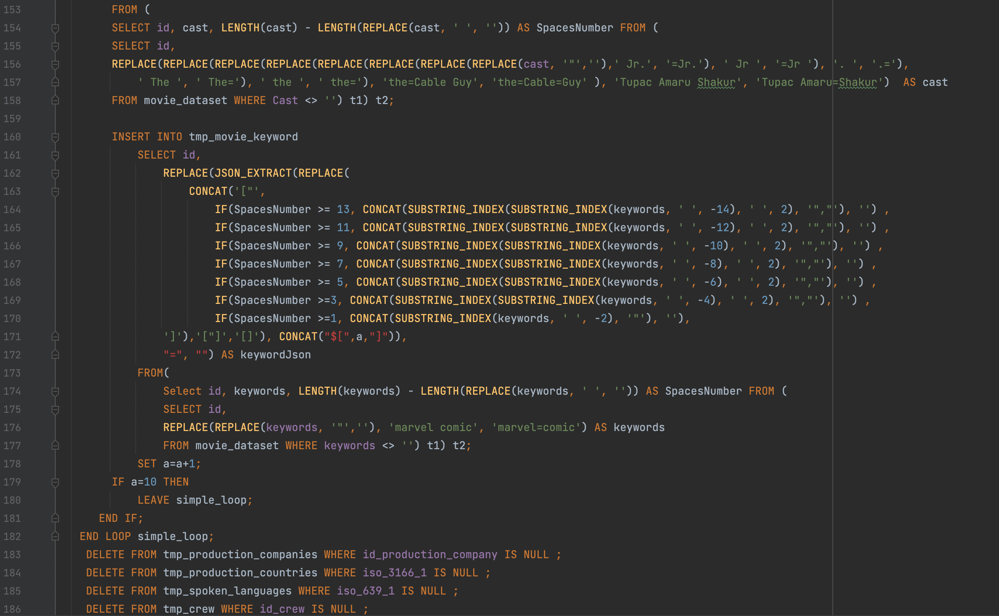 153 FROM (
154 SELECT id, cast, LENGTH(cast) - LENGTH(REPLACE(cast, ' ', '')) AS SpacesNumber FROM (
155 SELECT id,
156 REPLACE(REPLACE(REPLACE(REPLACE(REPLACE(REPLACE(REPLACE(REPLACE(cast, '"',''),' Jr.', '=Jr.'), ' Jr ', '=Jr '), '. ', '.='),
157 ' The ', ' The='), ' the ', ' the='), 'the=Cable Guy', 'the=Cable=Guy' ), 'Tupac Amaru Shakur', 'Tupac Amaru=Shakur')  AS cast
158 FROM movie_dataset WHERE Cast <> '') t1) t2;
159
160 INSERT INTO tmp_movie_keyword
161 SELECT id,
162 REPLACE(JSON_EXTRACT(REPLACE(
163 CONCAT('["',
164 IF(SpacesNumber >= 13, CONCAT(SUBSTRING_INDEX(SUBSTRING_INDEX(keywords, ' ', -14), ' ', 2), '","'), '') ,
165 IF(SpacesNumber >= 11, CONCAT(SUBSTRING_INDEX(SUBSTRING_INDEX(keywords, ' ', -12), ' ', 2), '","'), '') ,
166 IF(SpacesNumber >= 9, CONCAT(SUBSTRING_INDEX(SUBSTRING_INDEX(keywords, ' ', -10), ' ', 2), '","'), '') ,
167 IF(SpacesNumber >= 7, CONCAT(SUBSTRING_INDEX(SUBSTRING_INDEX(keywords, ' ', -8), ' ', 2), '","'), '') ,
168 IF(SpacesNumber >= 5, CONCAT(SUBSTRING_INDEX(SUBSTRING_INDEX(keywords, ' ', -6), ' ', 2), '","'), '') ,
169 IF(SpacesNumber >=3, CONCAT(SUBSTRING_INDEX(SUBSTRING_INDEX(keywords, ' ', -4), ' ', 2), '","'), '') ,
170 IF(SpacesNumber >=1, CONCAT(SUBSTRING_INDEX(keywords, ' ', -2), '"'), ''),
171 ']'),'["]','[]'), CONCAT("$[",a,"]")),
172 "=", "") AS keywordJson
173 FROM(
174 Select id, keywords, LENGTH(keywords) - LENGTH(REPLACE(keywords, ' ', '')) AS SpacesNumber FROM (
175 SELECT id,
176 REPLACE(REPLACE(keywords, '"',''), 'marvel comic', 'marvel=comic') AS keywords
177 FROM movie_dataset WHERE keywords <> '') t1) t2;
178 SET a=a+1;
179 IF a=10 THEN
180 LEAVE simple_loop;
181 END IF;
182 END LOOP simple_loop;
183 DELETE FROM tmp_production_companies WHERE id_production_company IS NULL ;
184 DELETE FROM tmp_production_countries WHERE iso_3166_1 IS NULL ;
185 DELETE FROM tmp_spoken_languages WHERE iso_639_1 IS NULL ;
186 DELETE FROM tmp_crew WHERE id_crew IS NULL ;